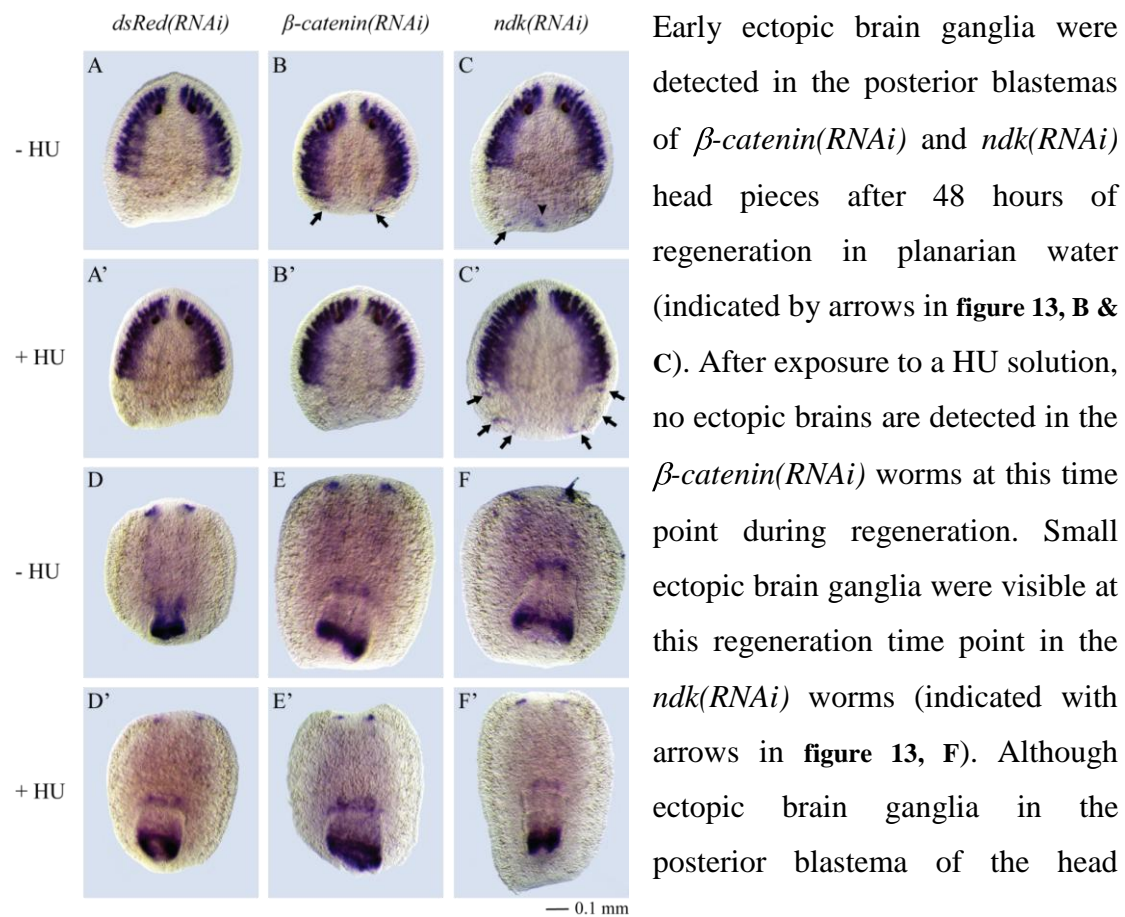 dsRed(RNAi) β-catenin(RNAi) ndk(RNAi)
A B C
- HU
A' B' C'
+ HU
D E F
- HU
D' E' F'
+ HU
0.1 mm
Early ectopic brain ganglia were
detected in the posterior blastemas
of β-catenin(RNAi) and ndk(RNAi)
head pieces after 48 hours of
regeneration in planarian water
(indicated by arrows in figure 13, B &
C). After exposure to a HU solution,
no ectopic brains are detected in the
β-catenin(RNAi) worms at this time
point during regeneration. Small
ectopic brain ganglia were visible at
this regeneration time point in the
ndk(RNAi) worms (indicated with
arrows in figure 13, F). Although
ectopic brain ganglia in the
posterior blastema of the head